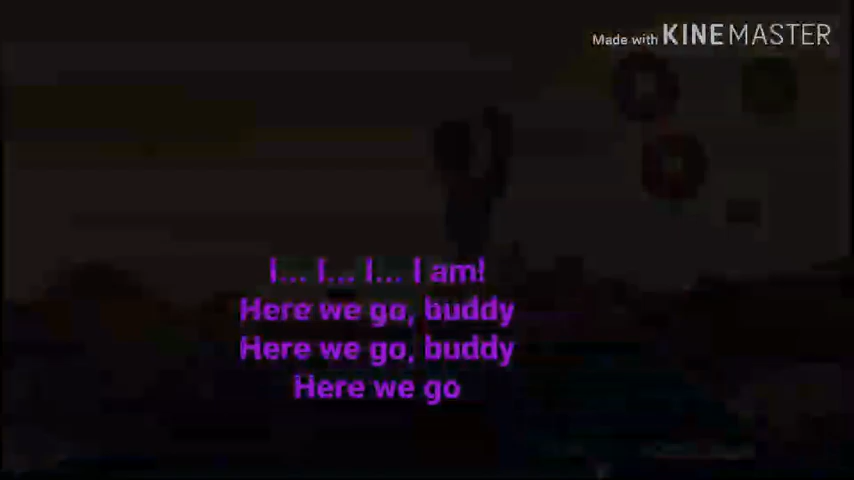 Made with KINEMASTER
I... I... I... I am!
Here we go, buddy
Here we go, buddy
Here we go